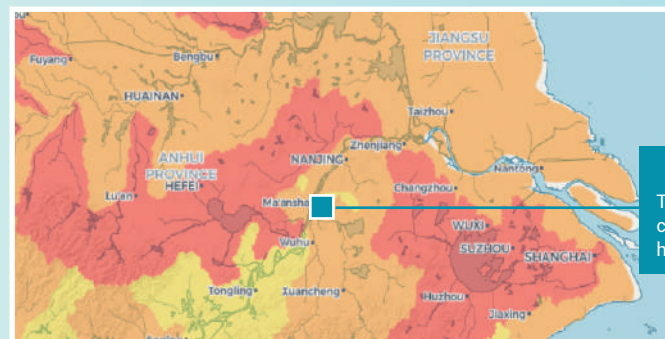 JIANGSU
PROVINCE
Fuyang
Bengbu
HUAINAN
Taizhou
Zhenjiang
ANHUI
PROVINCE
NANJING
Nantong
HEFEI
Changzhou
Lu'an
Ma'ansha
WUXI
SUZHOU
SHANGHAI
Wuhu
Tongling
Xuancheng
Huzhou
Jiaxing
T
c
h